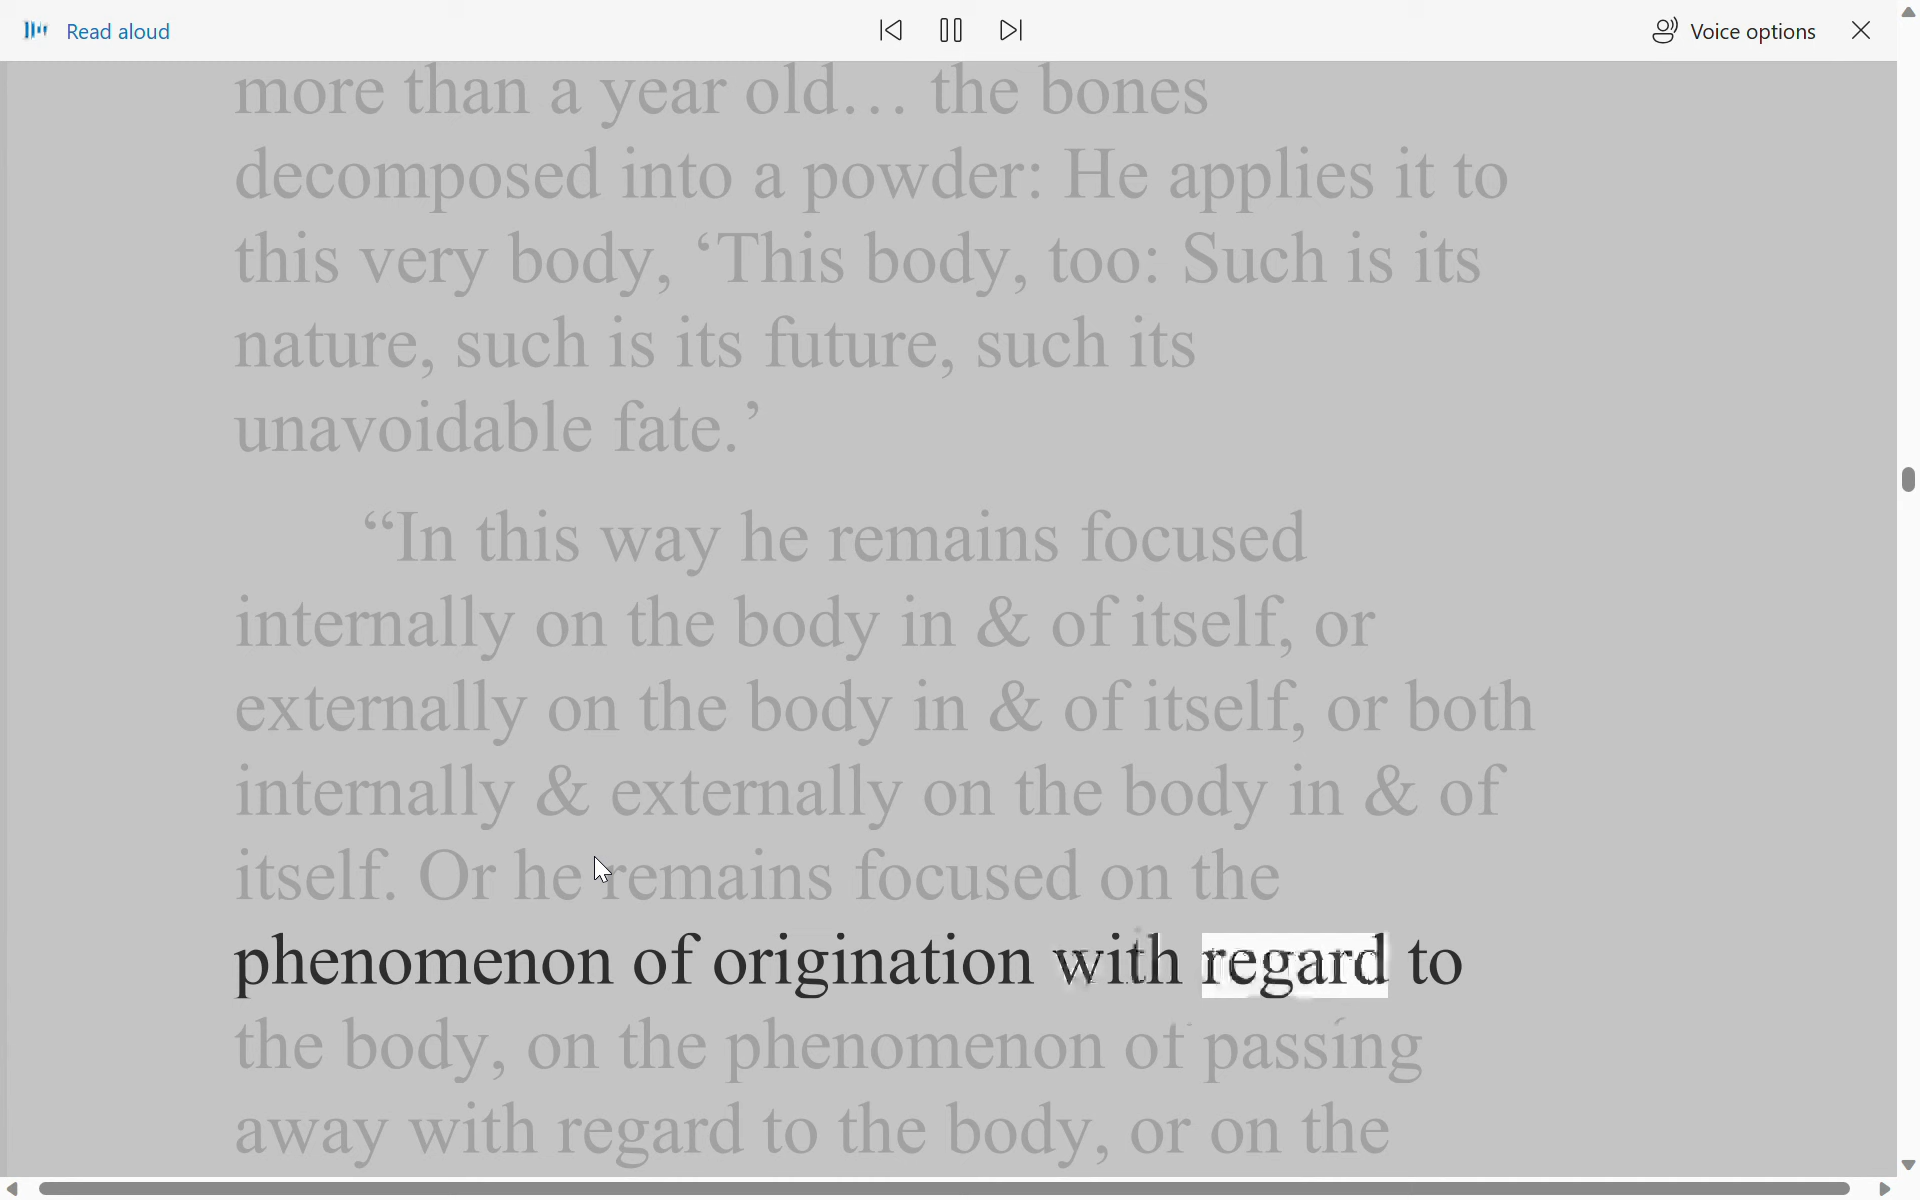 Read aloud
Voice options
more than a year old… the bones
decomposed into a powder: He applies it to
this very body, ‘This body, too: Such is its
nature, such is its future, such its
unavoidable fate.’
“In this way he remains focused
internally on the body in & of itself, or
externally on the body in & of itself, or both
internally & externally on the body in & of
itself. Or he remains focused on the
phenomenon of origination with regard to
the body, on the phenomenon of passing
away with regard to the body, or on the